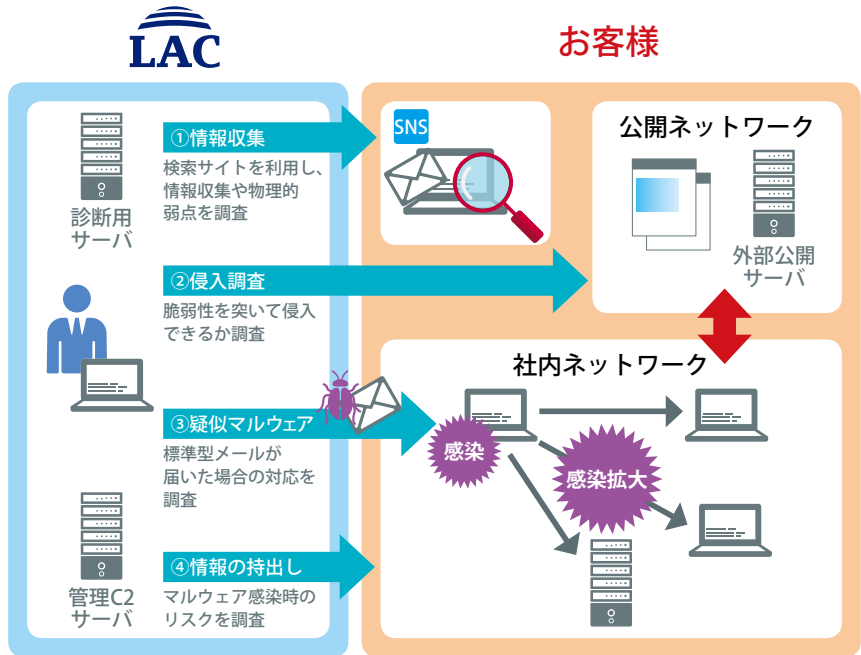 LAC
お客様
診断用
サーバ
①情報収集
検索サイトを利用し、
情報収集や物理的
弱点を調査
②侵入調査
脆弱性を突いて侵入
できるか調査
③疑似マルウェア
標準型メールが
届いた場合の対応を
調査
管理C2
サーバ
④情報の持出し
マルウェア感染時の
リスクを調査
SNS
公開ネットワーク
外部公開
サーバ
社内ネットワーク
感染
感染拡大